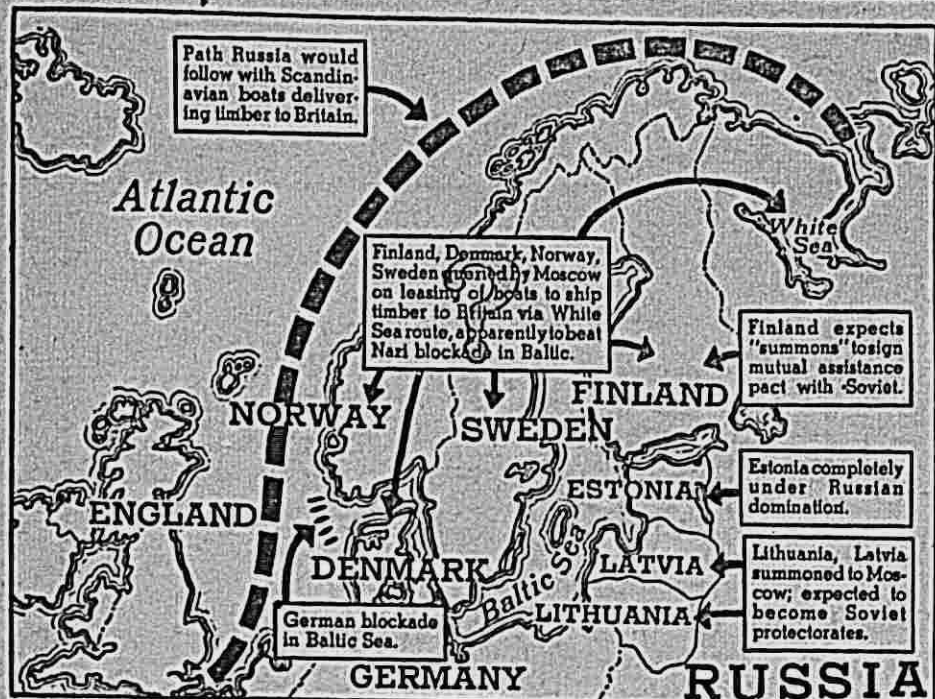 Path Russia would
follow with Scandin-
avian boats deliver-
ing timber to Britain.
Atlantic
Ocean
White
Sea
Finland, Denmark, Norway,
Sweden queried by Moscow
on leasing of boats to ship
timber to Britain via White
Sea route, apparently to beat
Nazi blockade in Baltic.
Finland expects
"summons" to sign
mutual assistance
pact with Soviet.
FINLAND
NORWAY
SWEDEN
Estonia completely
under Russian
domination.
ESTONIA
ENGLAND
DENMARK
Baltic Sea
LATVIA
Lithuania, Latvia
summoned to Mos-
cow; expected to
become Soviet
protectorates.
LITHUANIA
German blockade
in Baltic Sea.
GERMANY
RUSSIA